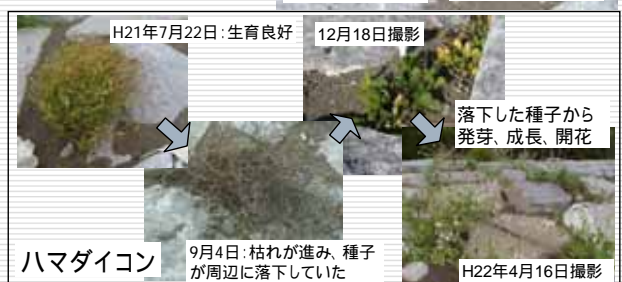 H21年7月22日：生育良好
12月18日撮影
落下した種子から
発芽、成長、開花
ハマダイコン
9月4日：枯れが進み、種子
が周辺に落下していた
H22年4月16日撮影